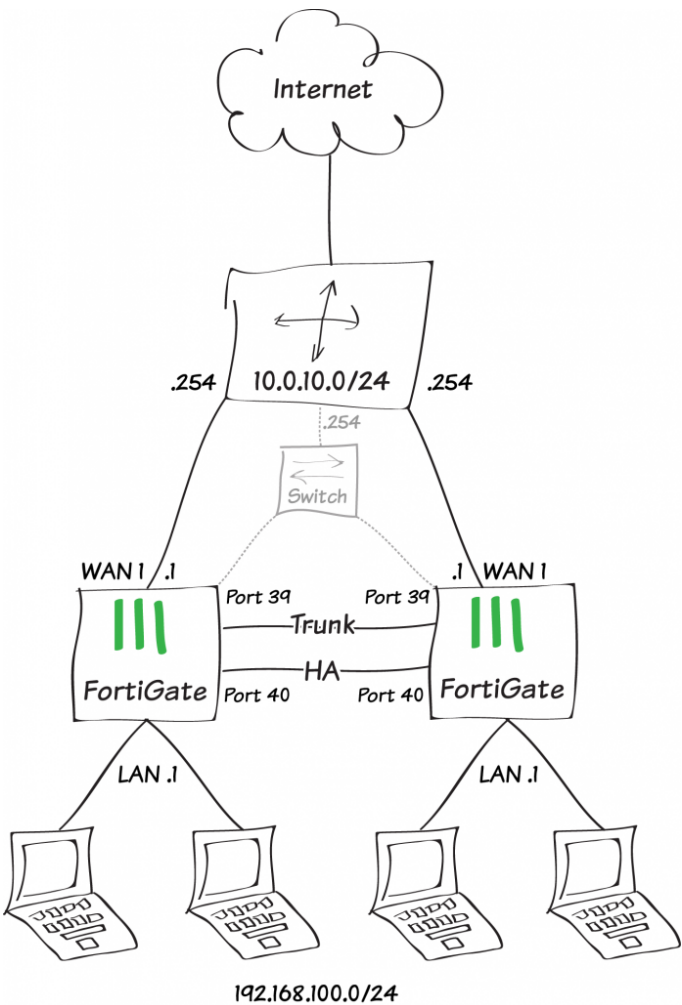 Internet
.254 10.0.10.0/24 .254
.254
Switch
WAN 1 .1
.1 WAN 1
Port 39 Port 39
Trunk
HA
FortiGate
FortiGate
Port 40 Port 40
LAN .1
LAN .1
192.168.100.0/24